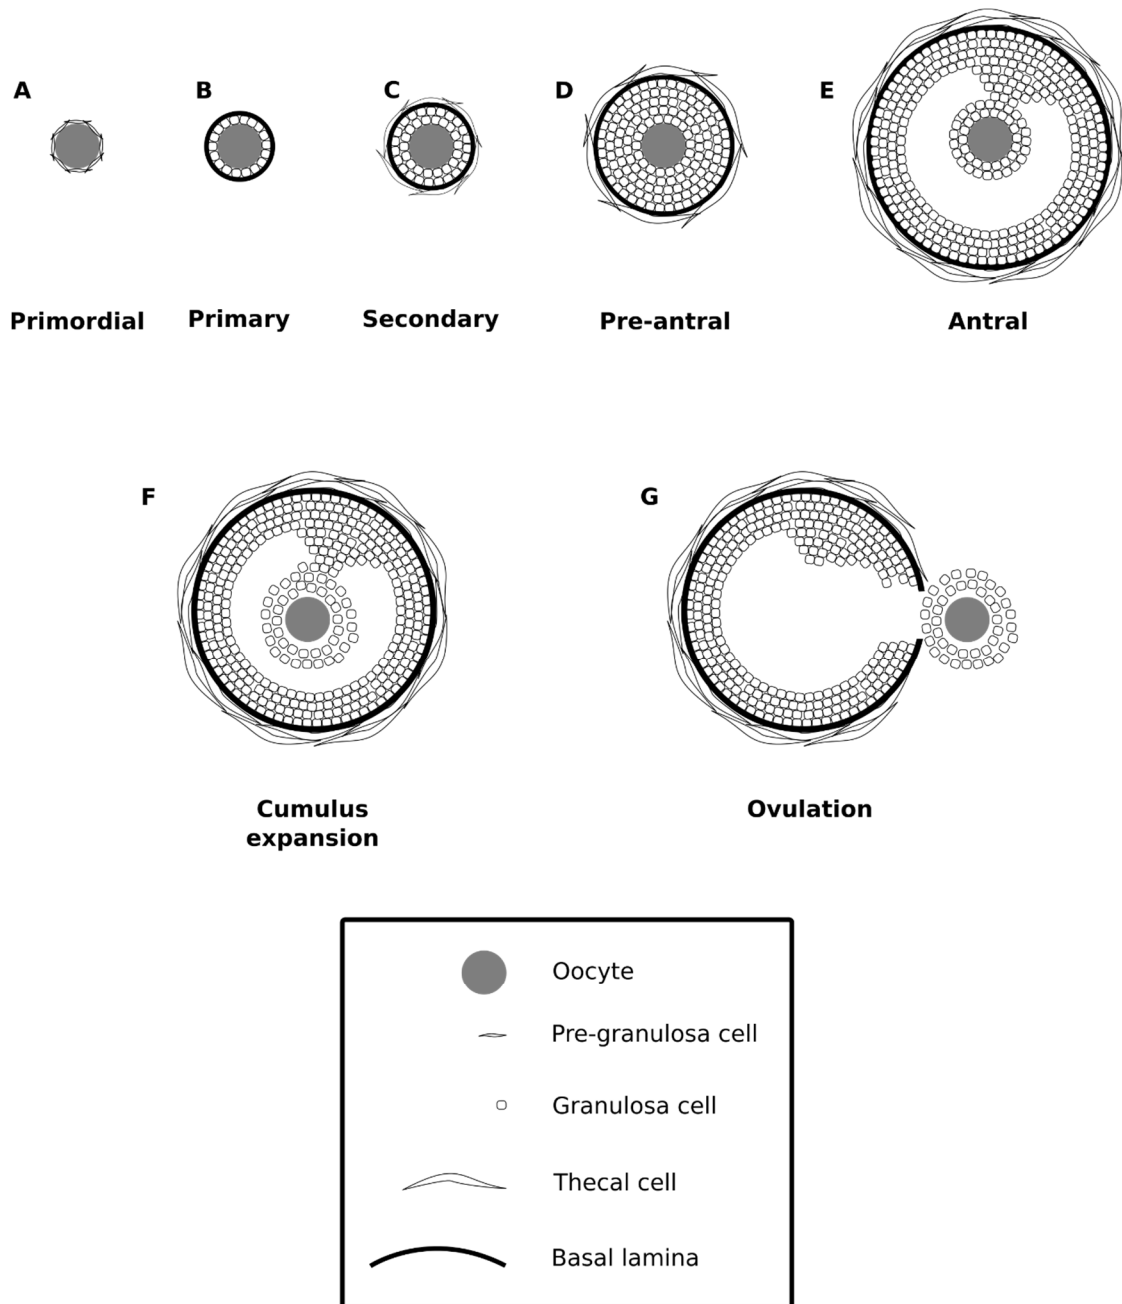 A
B
C
D
E
Primordial
Primary
Secondary
Pre-antral
Antral
F
G
Cumulus
expansion
Ovulation
Oocyte
Pre-granulosa cell
Granulosa cell
Thecal cell
Basal lamina